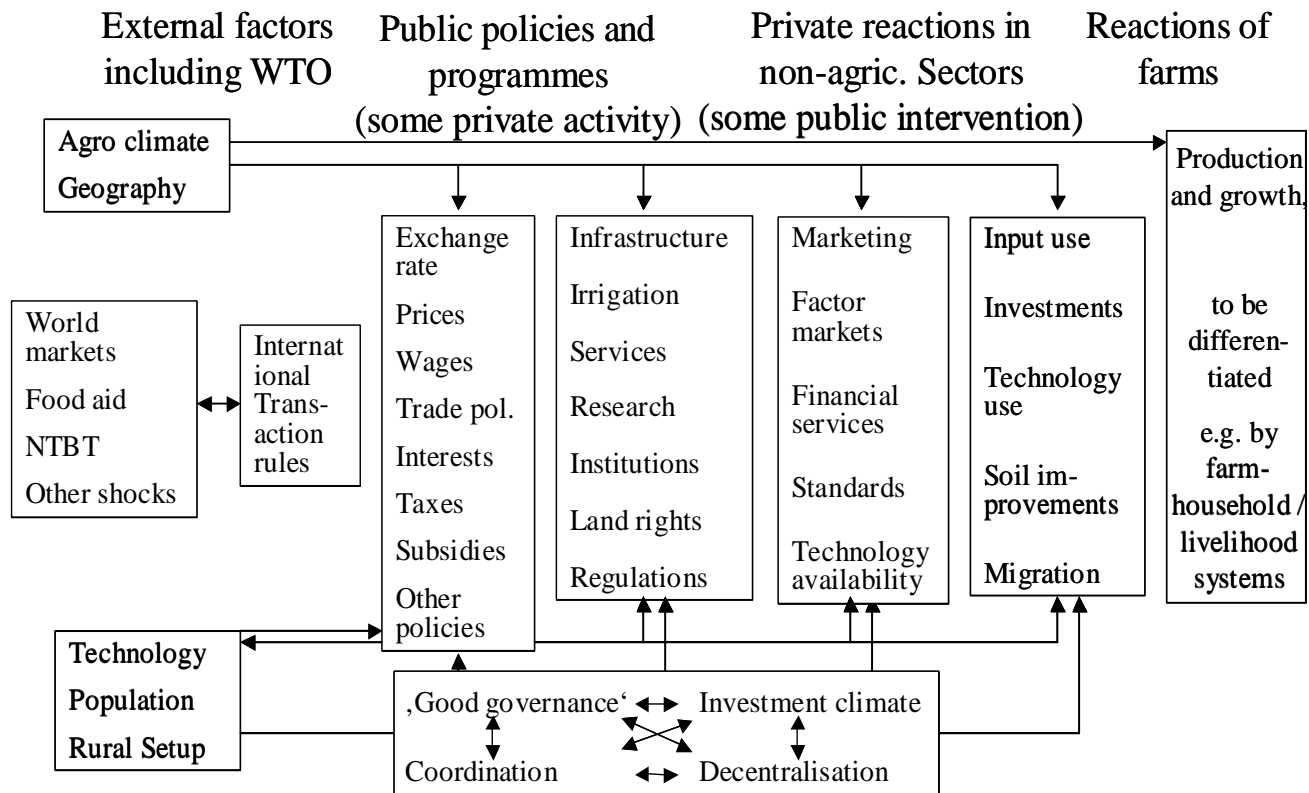 External factors
including WTO
Public policies and
programmes
(some private activity)
Private reactions in
non-agric. Sectors
(some public intervention)
Reactions of
farms
Agro climate
Geography
World
markets
Food aid
NTBT
Other shocks
Internat
ional
Trans-
action
rules
Technology
Population
Rural Setup
Exchange
rate
Prices
Wages
Trade pol.
Interests
Taxes
Subsidies
Other
policies
Infrastructure
Irrigation
Services
Research
Institutions
Land rights
Regulations
Marketing
Factor
markets
Financial
services
Standards
Technology
availability
Input use
Investments
Technology
use
Soil im-
provements
Migration
Production
and growth,
to be
differen-
tiated
e.g. by
farm-
household /
livelihood
systems
‚Good governance‘
Investment climate
Coordination
Decentralisation